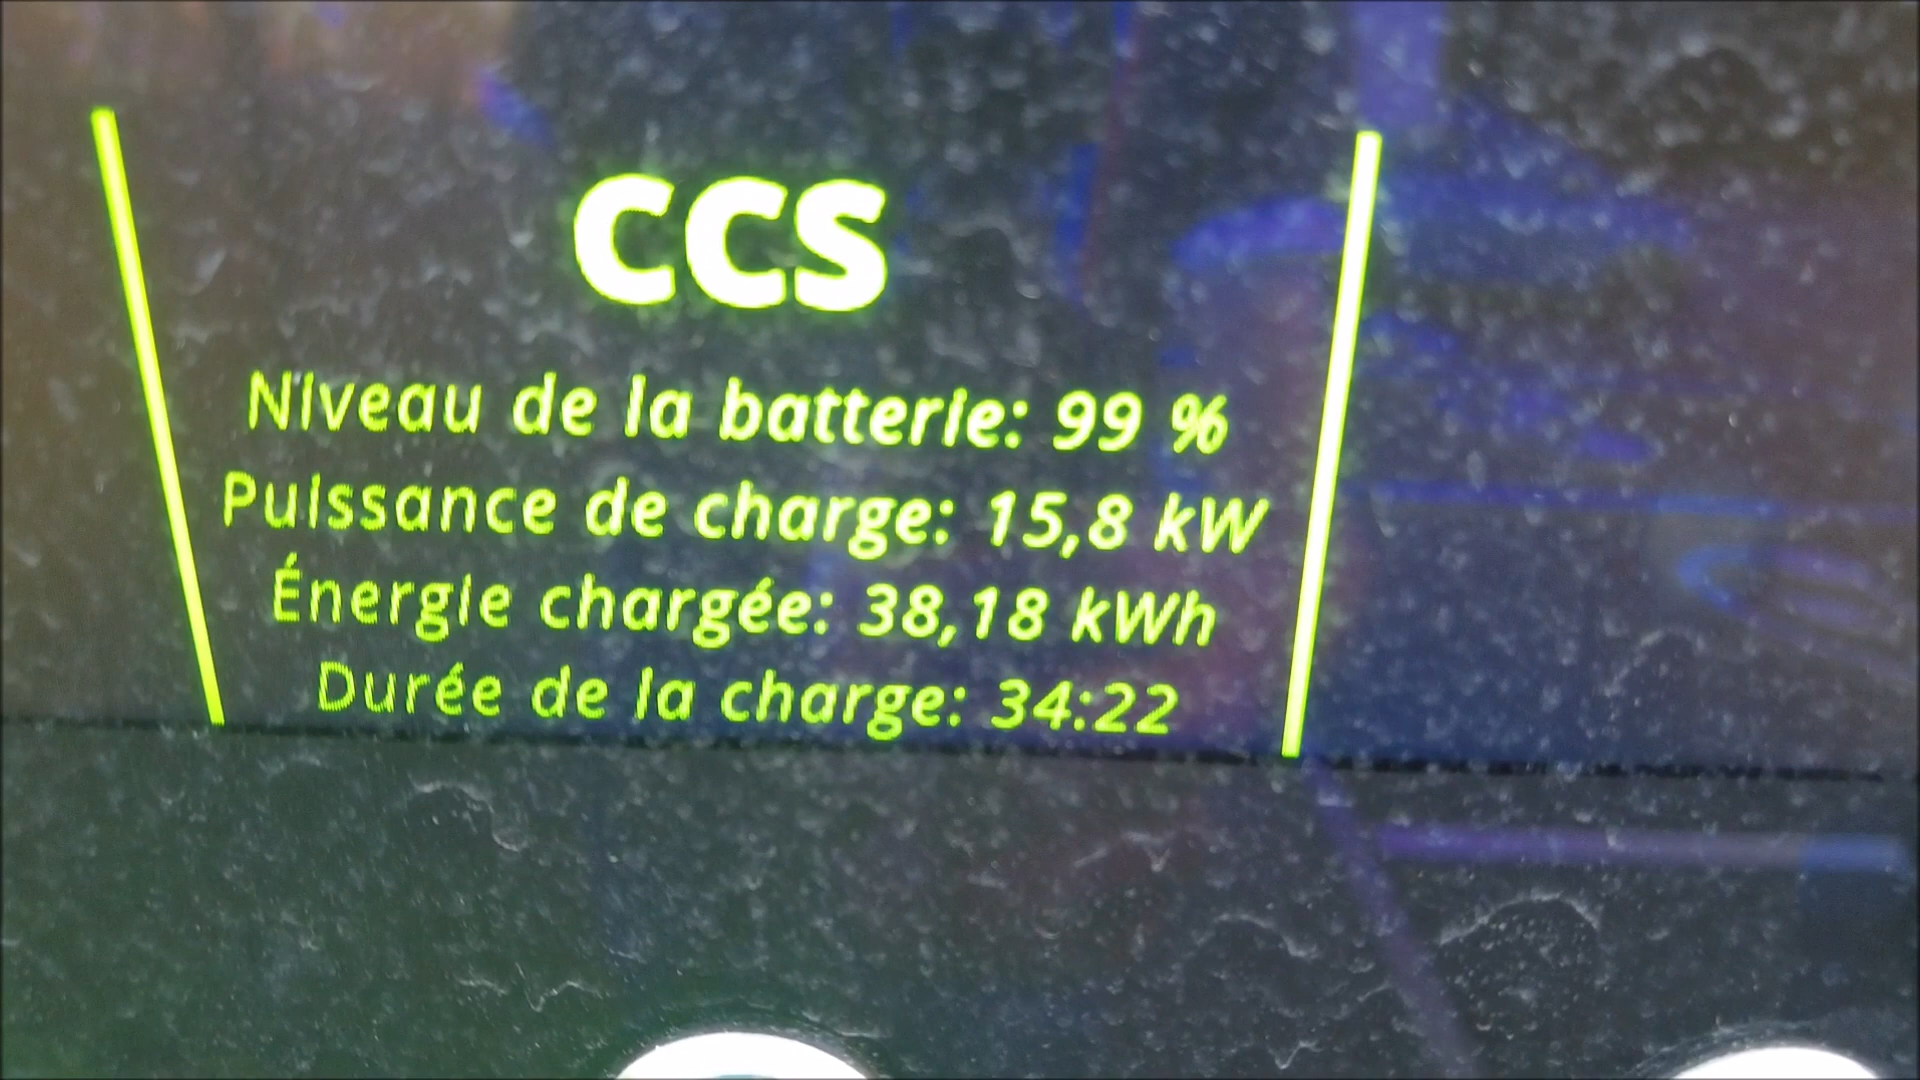 CCS
Niveau de la batterie: 99 %
Puissance de charge: 15,8 kW
Énergie chargée: 38,18 kWh
Durée de la charge: 34:22